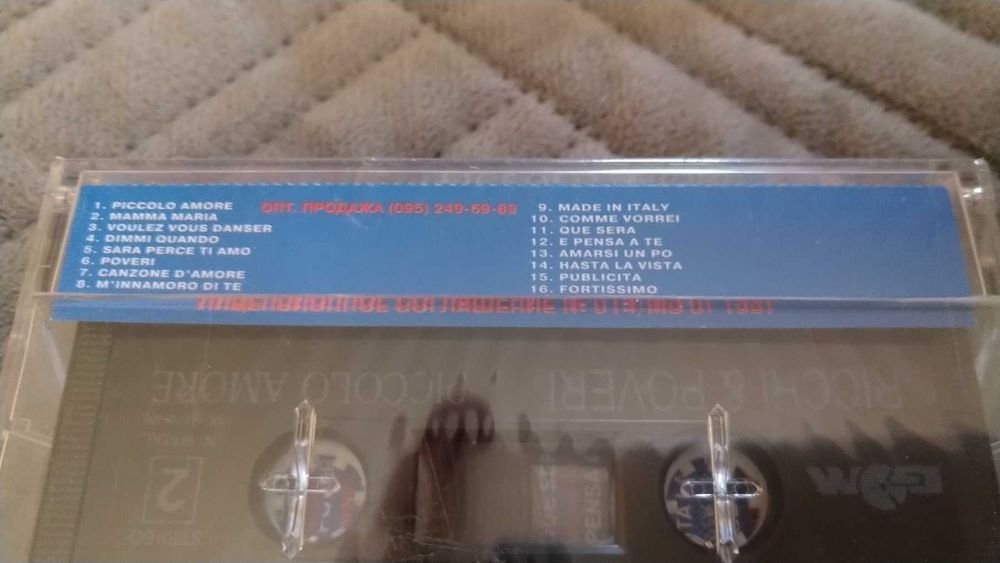 1. PICCOLO AMORE
2. MAMMA MARIA
3. VOULEZ VOUS DANSER
4. DIMMI QUANDO
5. SARA PERCE TI AMO
6. POVERI
7. CANZONE D'AMORE
8. M'INNAMORO DI TE
ОПТ. ПРОДАЖА (095) 249-69-89
9. MADE IN ITALY
10. COMME VORREI
11. QUE SERA
12. E PENSA A TE
13. AMARSI UN PO
14. HASTA LA VISTA
15. PUBLICITA
16. FORTISSIMO
ЛИЦЕНЗИОННОЕ СОГЛАШЕНИЕ №
RICCHI & POVERI PICCOLO AMORE
2
STEREO